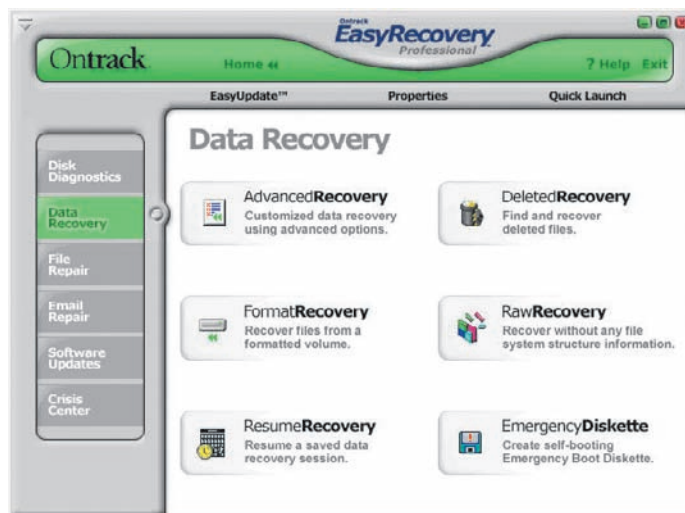 Ontrack
EasyRecovery
Professional
Ontrack
Home
? Help Exit
EasyUpdate™ Properties Quick Launch
Data Recovery
Disk
Diagnostics
Data
Recovery
File
Repair
Email
Repair
Software
Updates
Crisis
Center
AdvancedRecovery
Customized data recovery
using advanced options.
DeletedRecovery
Find and recover
deleted files.
FormatRecovery
Recover files from a
formatted volume.
RawRecovery
Recover without any file
system structure information.
ResumeRecovery
Resume a saved data
recovery session.
EmergencyDiskette
Create self-booting
Emergency Boot Diskette.